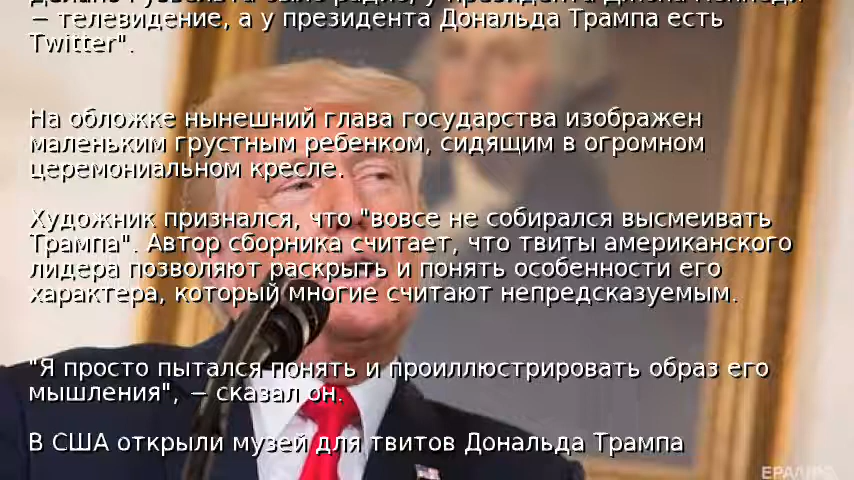 − телевидение, а у президента Дональда Трампа есть
Twitter".
На обложке нынешний глава государства изображен
маленьким грустным ребенком, сидящим в огромном
церемониальном кресле.
Художник признался, что "вовсе не собирался высмеивать
Трампа". Автор сборника считает, что твиты американского
лидера позволяют раскрыть и понять особенности его
характера, который многие считают непредсказуемым.
"Я просто пытался понять и проиллюстрировать образ его
мышления", − сказал он.
В США открыли музей для твитов Дональда Трампа